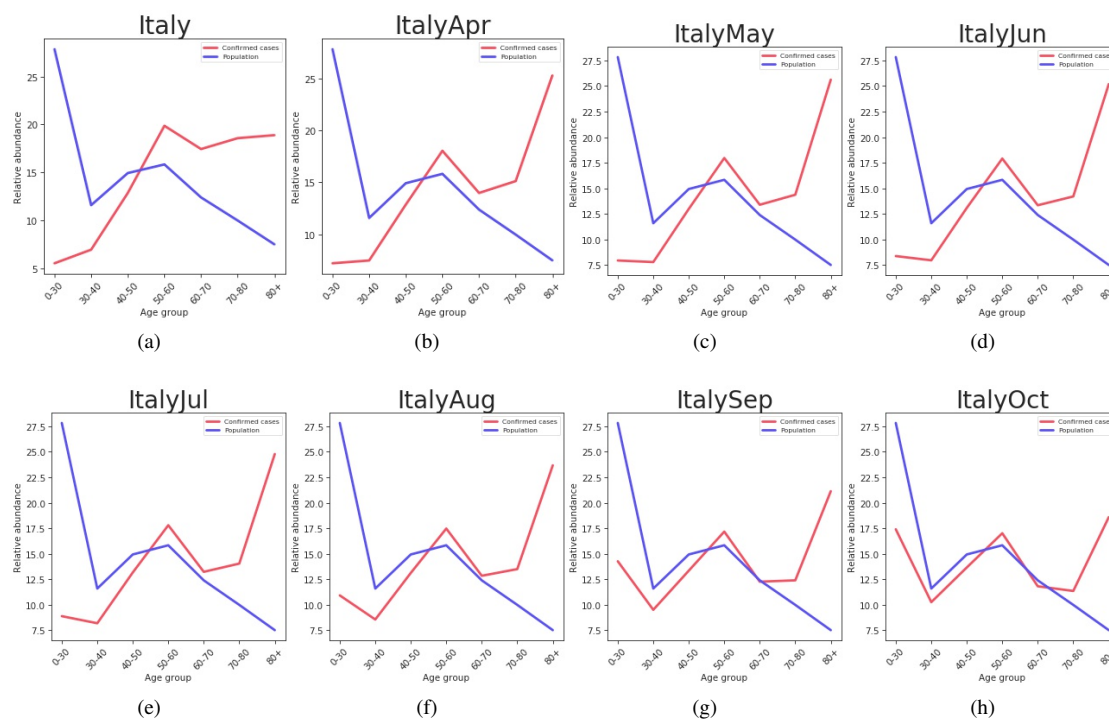 Italy
Confirmed cases
Population
Relative abundance
25
20
15
10
5
0-30
30-40
40-50
50-60
60-70
70-80
80+
Age group
(a)
ItalyApr
Confirmed cases
Population
Relative abundance
25
20
15
10
0-30
30-40
40-50
50-60
60-70
70-80
80+
Age group
(b)
ItalyMay
Confirmed cases
Population
Relative abundance
27.5
25.0
22.5
20.0
17.5
15.0
12.5
10.0
7.5
0-30
30-40
40-50
50-60
60-70
70-80
80+
Age group
(c)
ItalyJun
Confirmed cases
Population
Relative abundance
27.5
25.0
22.5
20.0
17.5
15.0
12.5
10.0
7.5
0-30
30-40
40-50
50-60
60-70
70-80
80+
Age group
(d)
ItalyJul
Confirmed cases
Population
Relative abundance
27.5
25.0
22.5
20.0
17.5
15.0
12.5
10.0
7.5
0-30
30-40
40-50
50-60
60-70
70-80
80+
Age group
(e)
ItalyAug
Confirmed cases
Population
Relative abundance
27.5
25.0
22.5
20.0
17.5
15.0
12.5
10.0
7.5
0-30
30-40
40-50
50-60
60-70
70-80
80+
Age group
(f)
ItalySep
Confirmed cases
Population
Relative abundance
27.5
25.0
22.5
20.0
17.5
15.0
12.5
10.0
7.5
0-30
30-40
40-50
50-60
60-70
70-80
80+
Age group
(g)
ItalyOct
Confirmed cases
Population
Relative abundance
27.5
25.0
22.5
20.0
17.5
15.0
12.5
10.0
7.5
0-30
30-40
40-50
50-60
60-70
70-80
80+
Age group
(h)